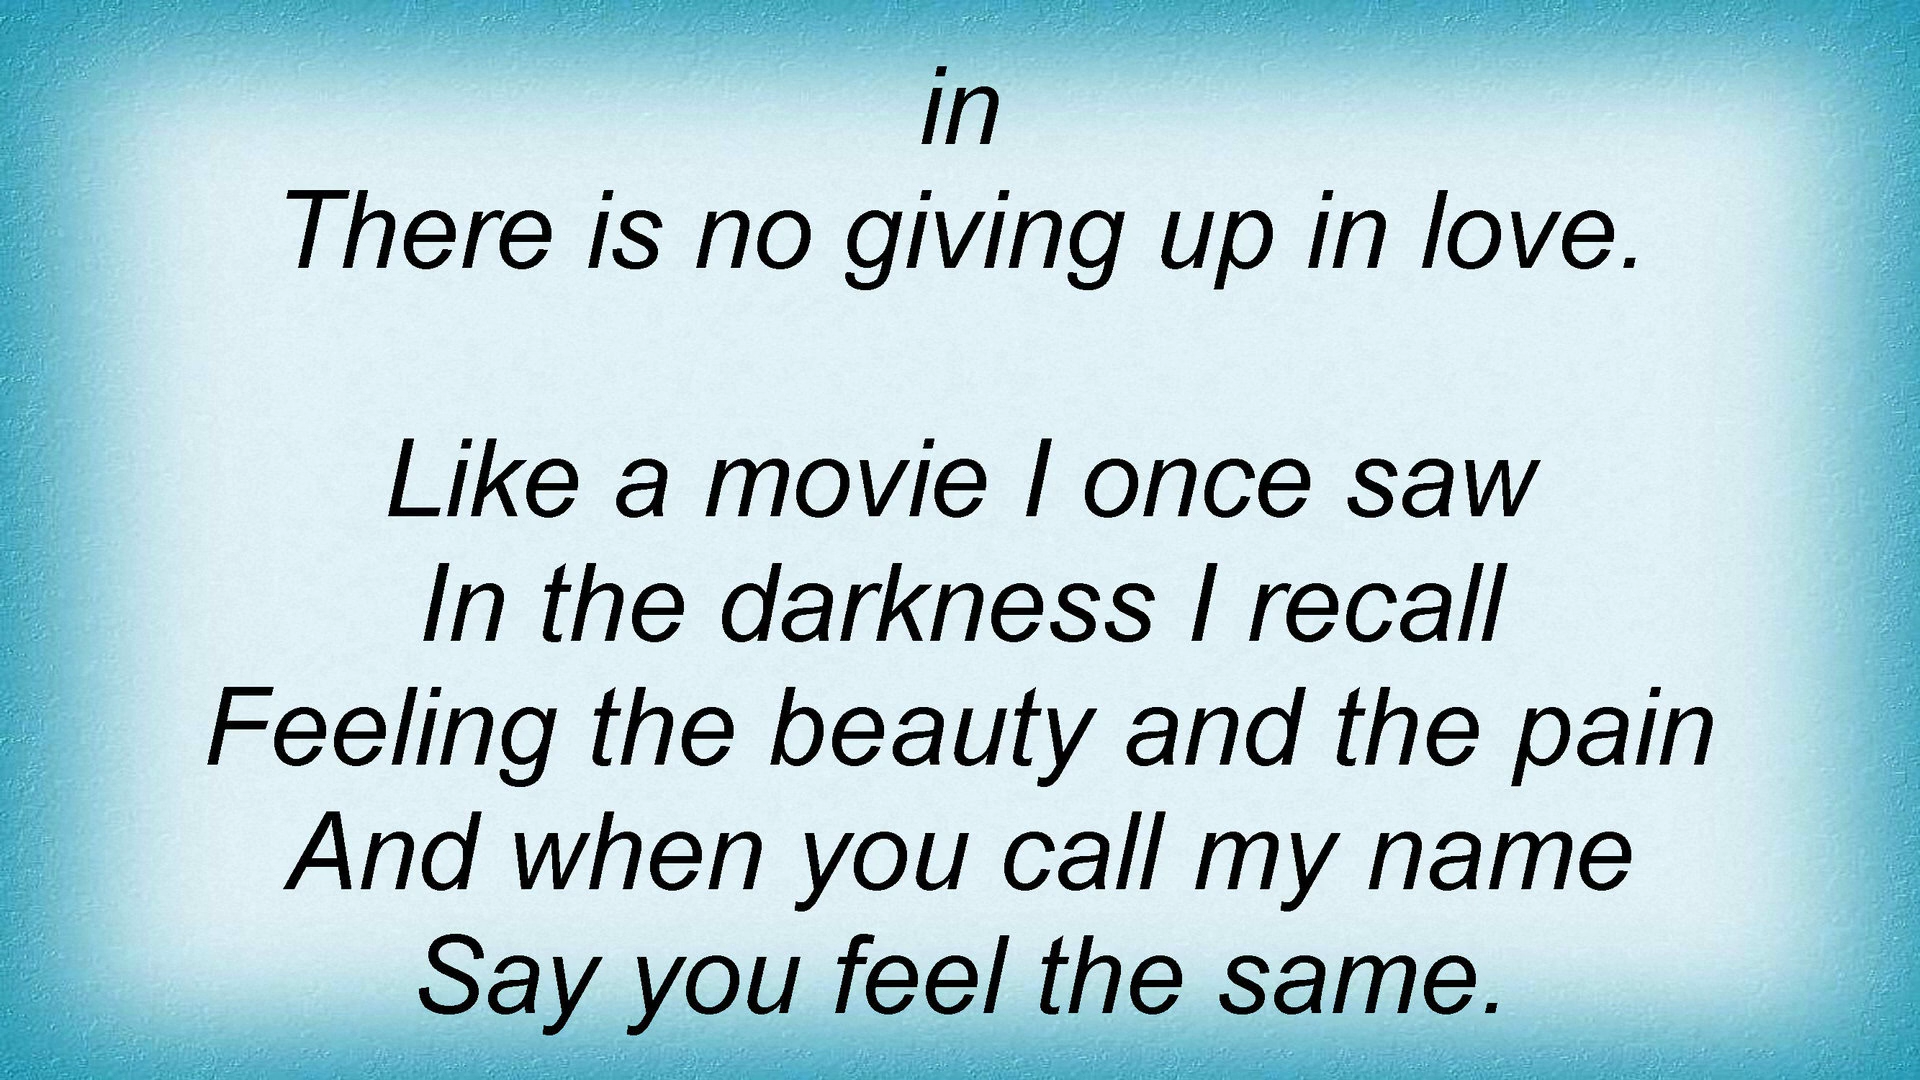 in
There is no giving up in love.
Like a movie I once saw
In the darkness I recall
Feeling the beauty and the pain
And when you call my name
Say you feel the same.